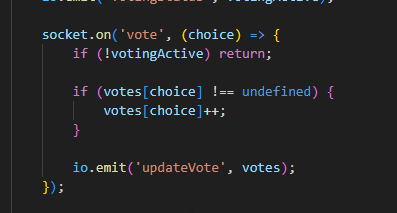 socket.on('vote', (choice) => {
    if (!votingActive) return;

    if (votes[choice] !== undefined) {
        votes[choice]++;
    }

    io.emit('updateVote', votes);
});